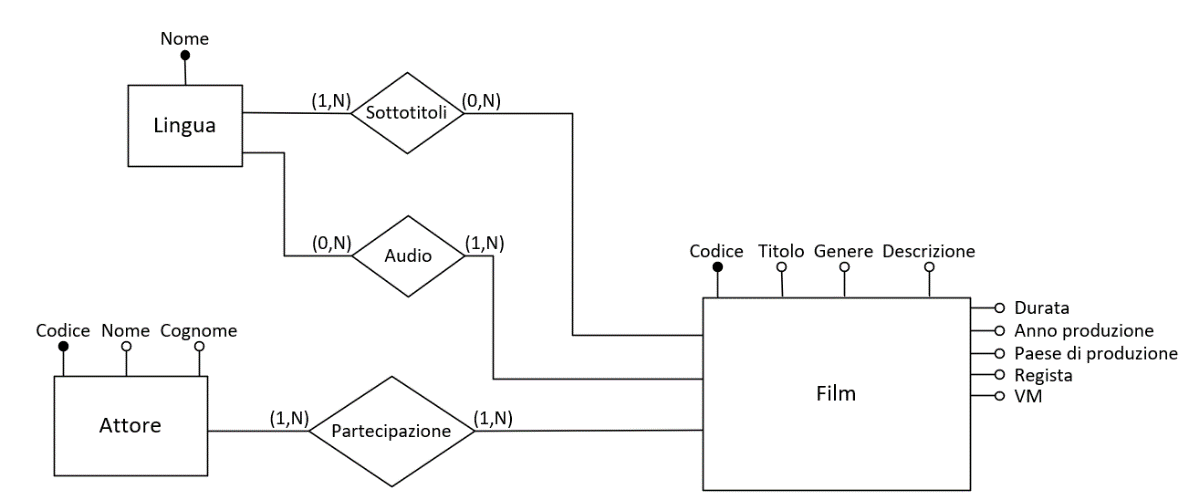 Nome
Lingua
(1,N) Sottotitoli (0,N)
(0,N) Audio (1,N)
Codice Titolo Genere Descrizione
Durata
Anno produzione
Paese di produzione
Regista
VM
Film
Codice Nome Cognome
Attore
(1,N) Partecipazione (1,N)